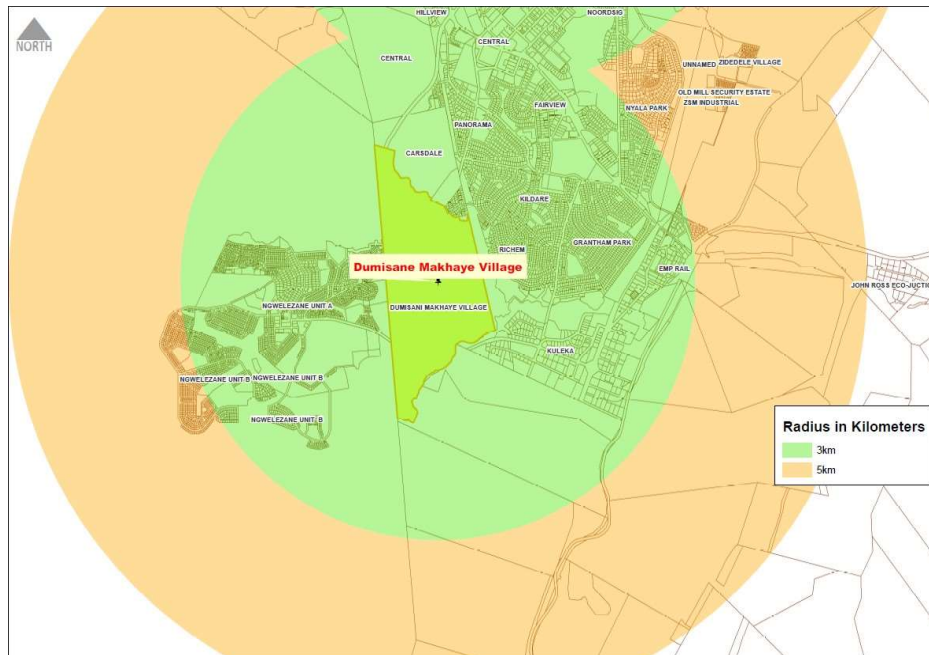 HILLVIEW
NOORDSIG
NORTH
CENTRAL
CENTRAL
UNNAMED
ZIDEDELE VILLAGE
OLD MILL SECURITY ESTATE
ZSM INDUSTRIAL
NYALA PARK
FAIRVIEW
PANORAMA
CARSDALE
KILDARE
RICHEM
GRANTHAM PARK
Dumisane Makhaye Village
EMP RAIL
JOHN ROSS ECO-JUCTIO
NGWELEZANE UNIT A
DUMISANI MAKHAYE VILLAGE
KULEKA
NGWELEZANE UNIT B
NGWELEZANE UNIT B
NGWELEZANE UNIT B
Radius in Kilometers
3km
5km